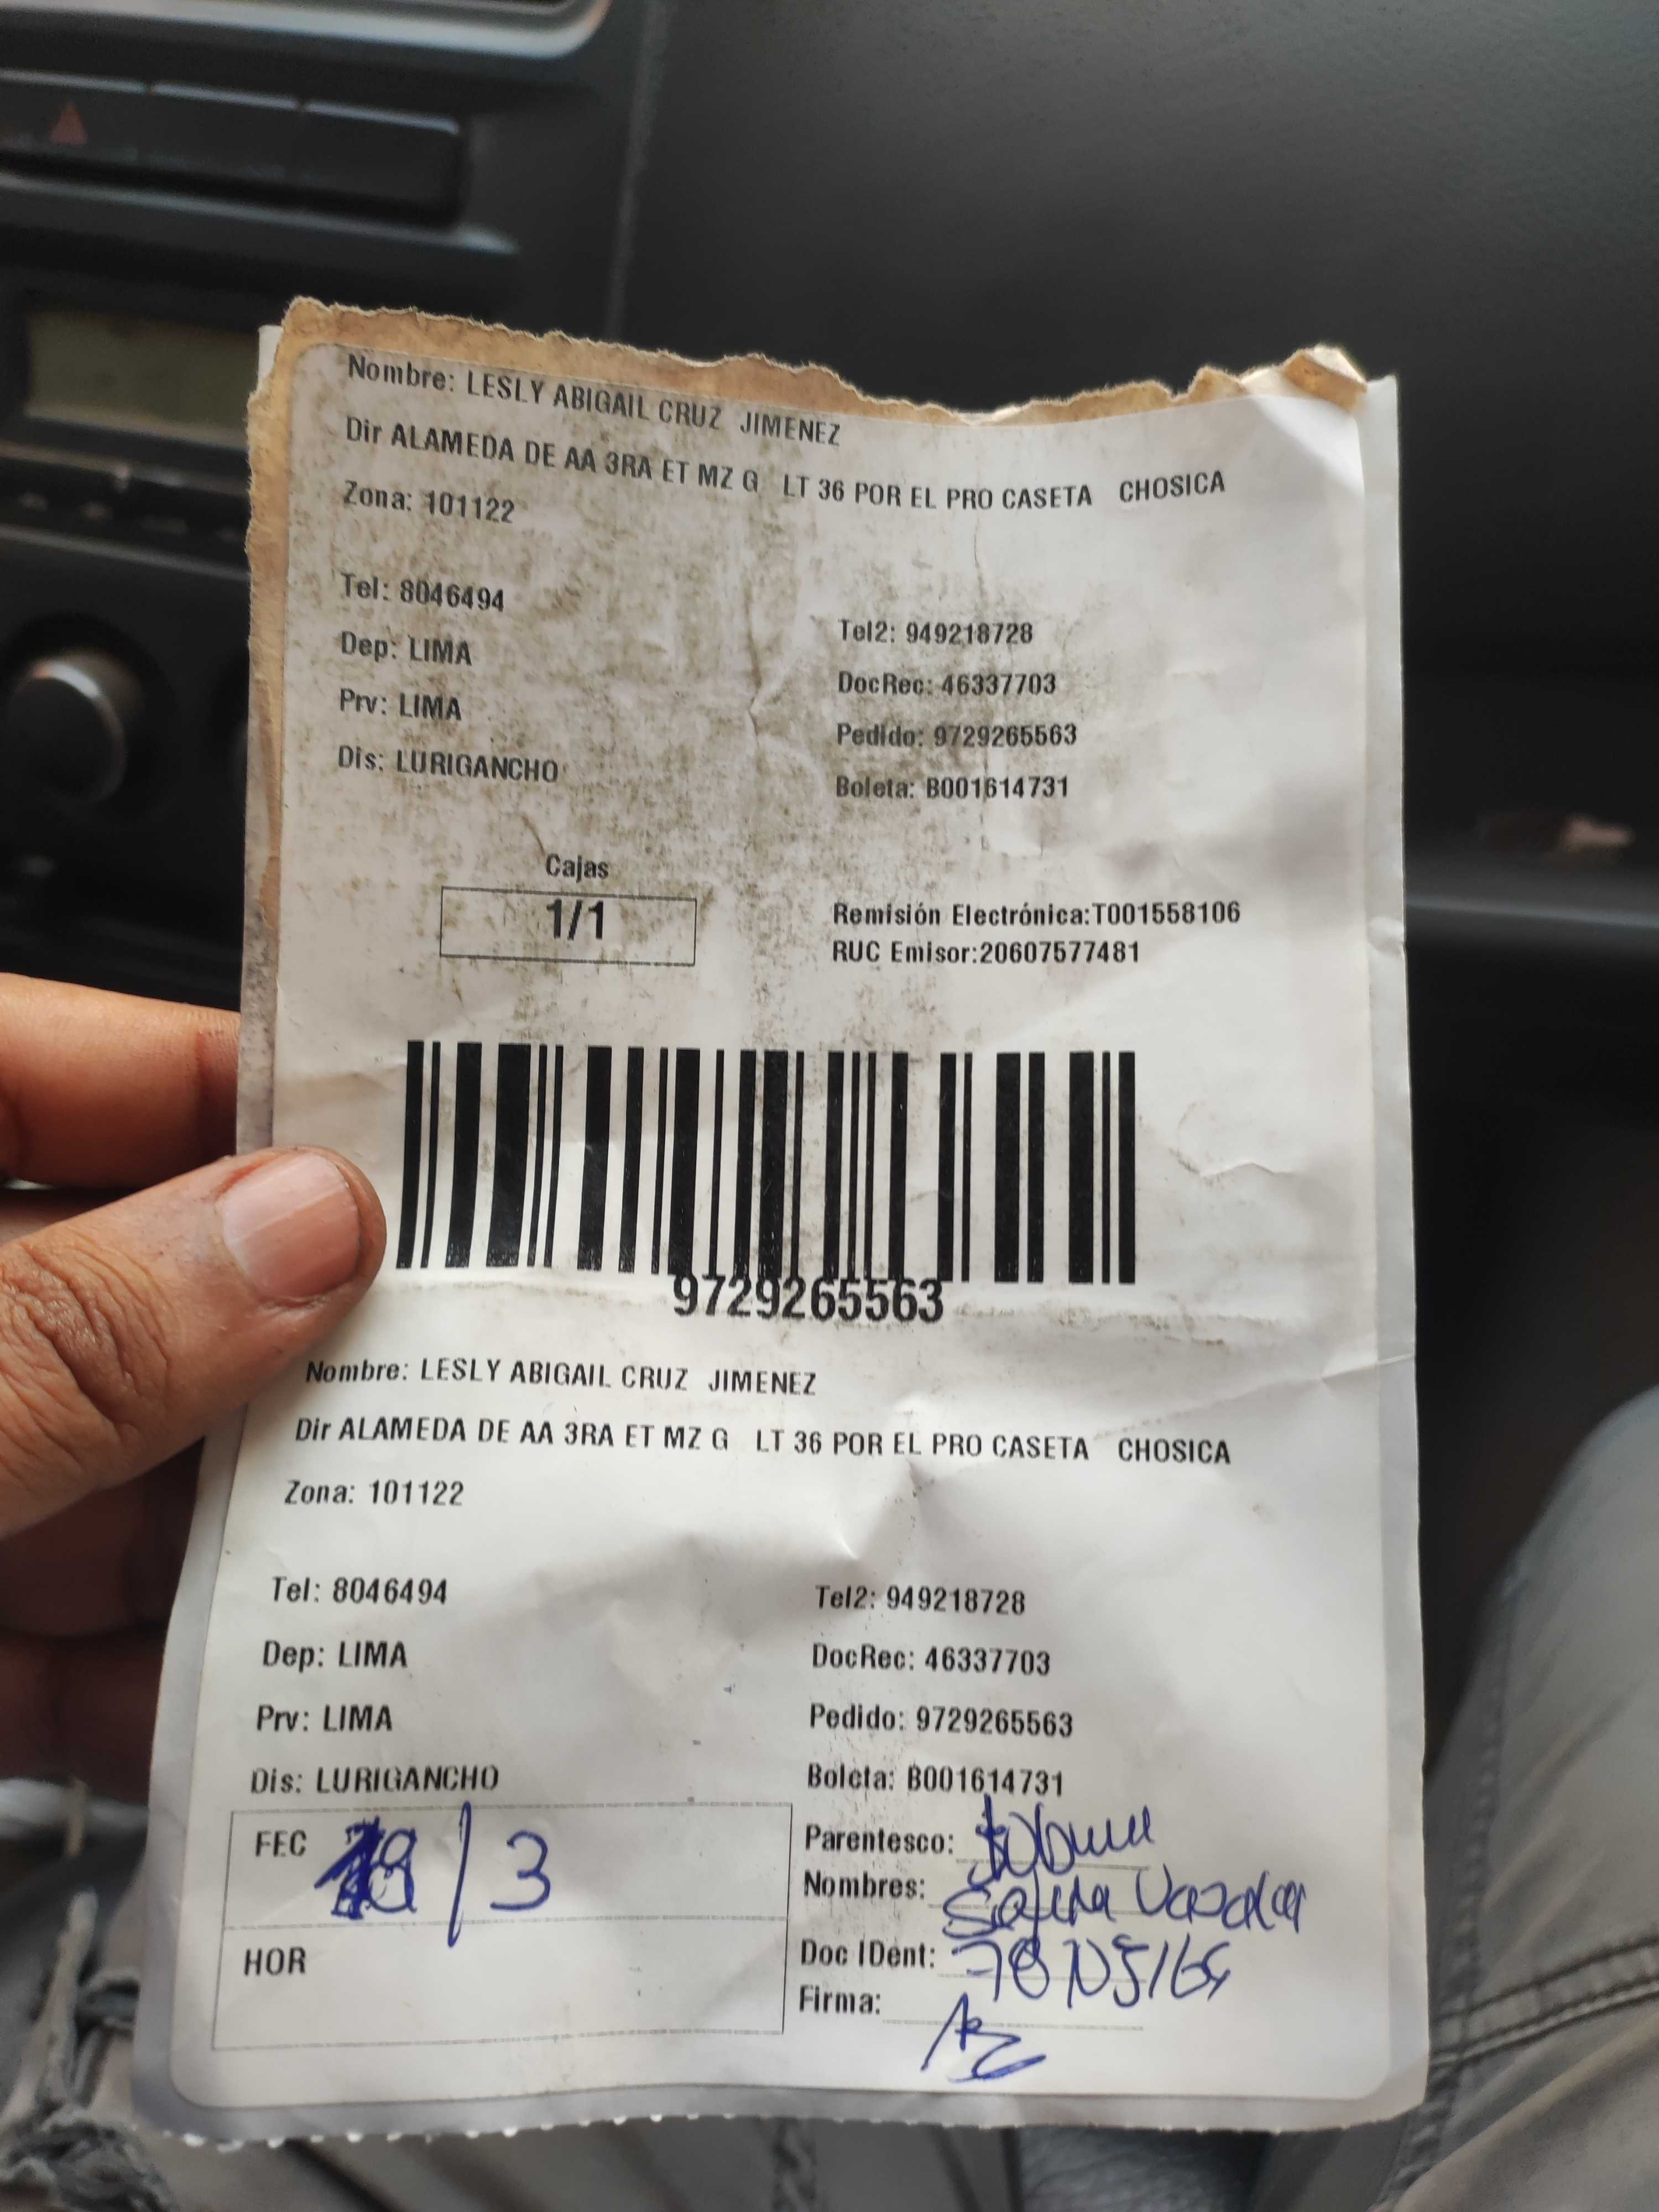 Nombre: LESLY ABIGAIL CRUZ JIMENEZ
Dir ALAMEDA DE AA 3RA ET MZ G LT 36 POR EL PRO CASETA CHOSICA
Zona: 101122
Tel: 8046494
Tel2: 949218728
Dep: LIMA
DocRec: 46337703
Prv: LIMA
Pedido: 9729265563
Dis: LURIGANCHO
Boleta: B001614731
Cajas
1/1
Remisión Electrónica:T001558106
RUC Emisor:20607577481
9729265563
Nombre: LESLY ABIGAIL CRUZ JIMENEZ
Dir ALAMEDA DE AA 3RA ET MZ G LT 36 POR EL PRO CASETA CHOSICA
Zona: 101122
Tel: 8046494
Tel2: 949218728
Dep: LIMA
DocRec: 46337703
Prv: LIMA
Pedido: 9729265563
Dis: LURIGANCHO
Boleta: B001614731
FEC 18/3
HOR
Parentesco:
Nombres:
Doc IDent:
Firma: